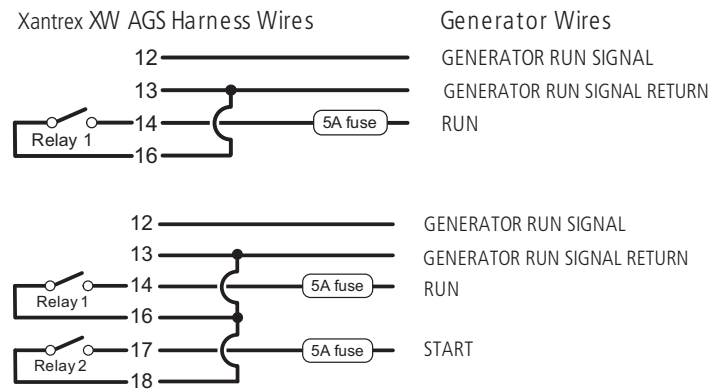 Xantrex XW AGS Harness Wires Generator Wires
12 GENERATOR RUN SIGNAL
13 GENERATOR RUN SIGNAL RETURN
Relay 1 14 5A fuse RUN
16
12 GENERATOR RUN SIGNAL
13 GENERATOR RUN SIGNAL RETURN
Relay 1 14 5A fuse RUN
16
Relay 2 17 5A fuse START
18